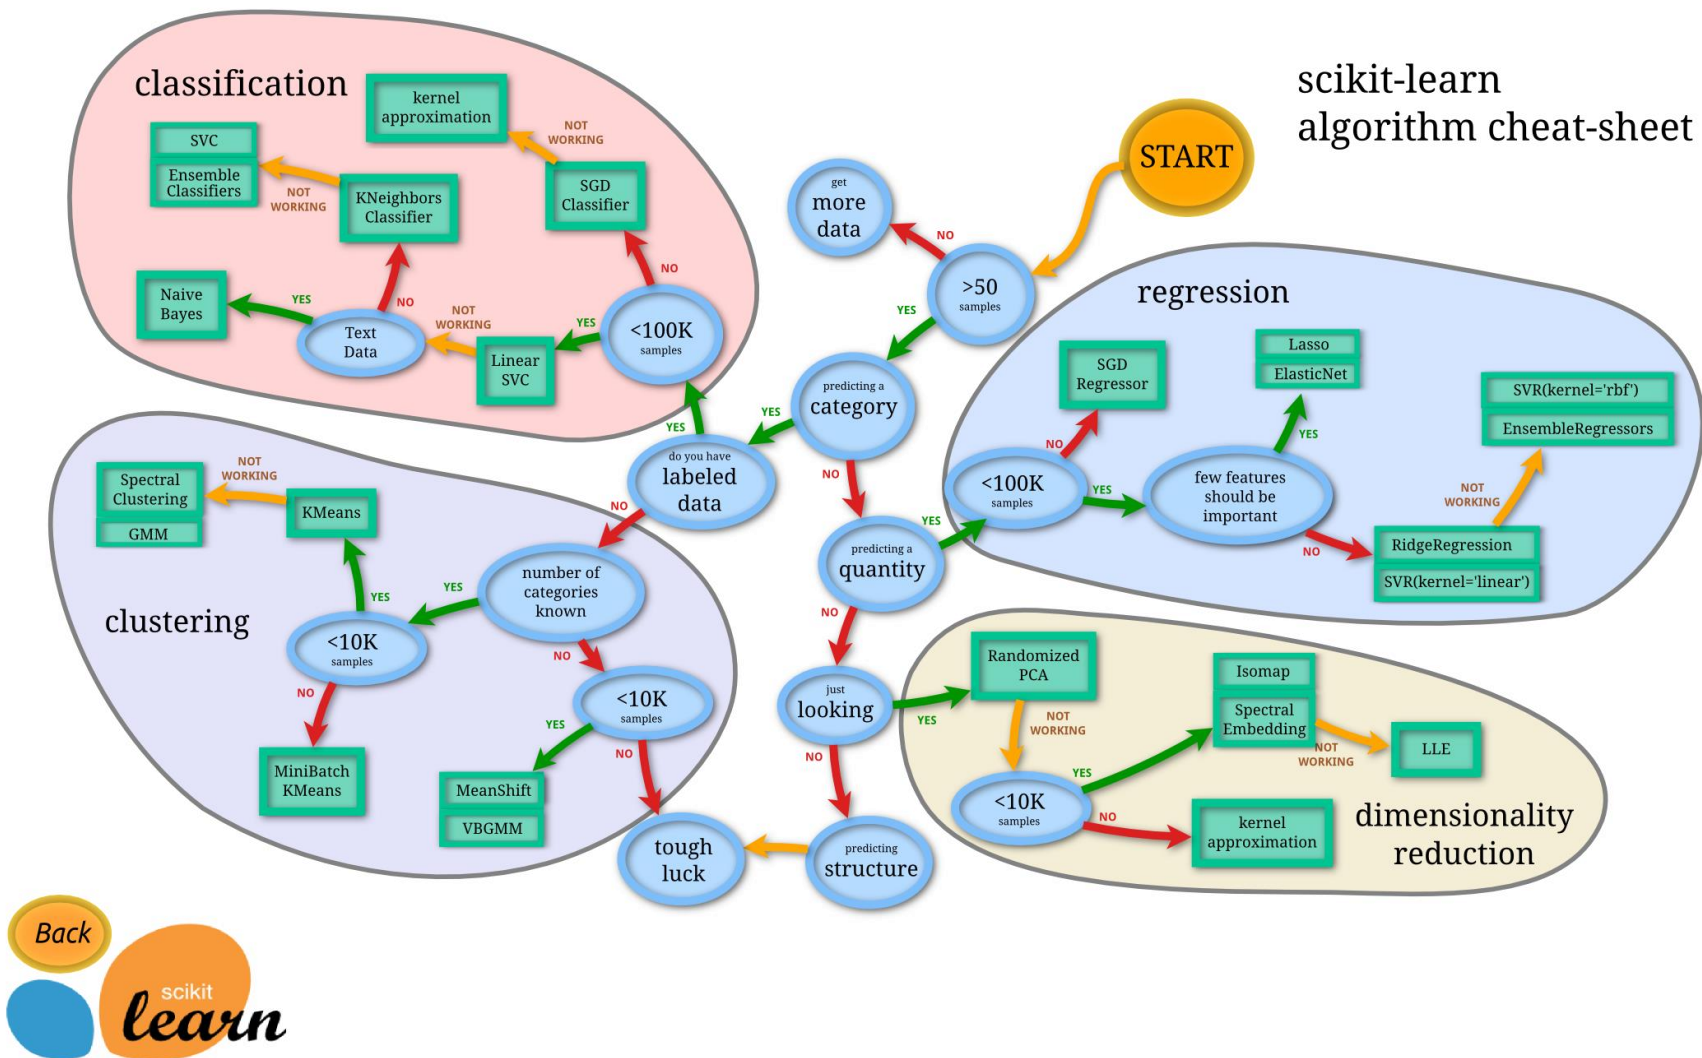 scikit-learn
algorithm cheat-sheet
START
classification
kernel
approximation
NOT
WORKING
SVC
Ensemble
Classifiers
NOT
WORKING
KNeighbors
Classifier
SGD
Classifier
NO
Naive
Bayes
YES
Text
Data
NO
NOT
WORKING
Linear
SVC
YES
<100K
samples
YES
get
more
data
NO
>50
samples
YES
predicting a
category
YES
do you have
labeled
data
NO
NO
predicting a
quantity
YES
NO
just
looking
YES
NO
predicting
structure
tough
luck
regression
SGD
Regressor
Lasso
ElasticNet
SVR(kernel='rbf')
EnsembleRegressors
NO
YES
<100K
samples
YES
few features
should be
important
NOT
WORKING
NO
RidgeRegression
SVR(kernel='linear')
clustering
Spectral
Clustering
GMM
NOT
WORKING
KMeans
YES
<10K
samples
YES
number of
categories
known
NO
NO
MiniBatch
KMeans
<10K
samples
YES
NO
MeanShift
VBGMM
dimensionality
reduction
Randomized
PCA
NOT
WORKING
<10K
samples
YES
Isomap
Spectral
Embedding
NOT
WORKING
LLE
NO
kernel
approximation
Back
scikit
learn